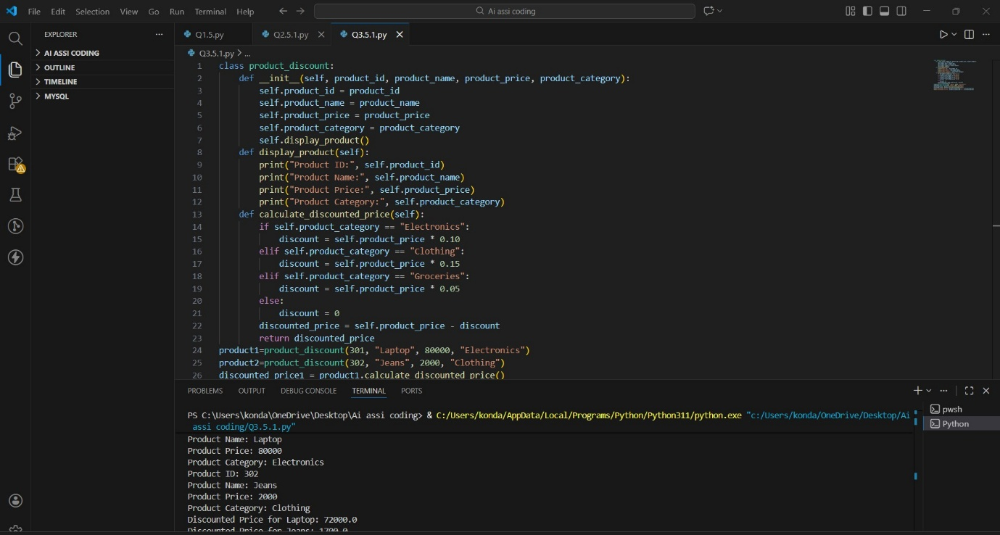 File Edit Selection View Go Run Terminal Help
Ai assi coding
EXPLORER
AI ASSI CODING
OUTLINE
TIMELINE
MYSQL
Q1.5.py Q2.5.1.py Q3.5.1.py
Q3.5.1.py > ...
1 class product_discount:
2     def __init__(self, product_id, product_name, product_price, product_category):
3         self.product_id = product_id
4         self.product_name = product_name
5         self.product_price = product_price
6         self.product_category = product_category
7         self.display_product()
8     def display_product(self):
9         print("Product ID:", self.product_id)
10         print("Product Name:", self.product_name)
11         print("Product Price:", self.product_price)
12         print("Product Category:", self.product_category)
13     def calculate_discounted_price(self):
14         if self.product_category == "Electronics":
15             discount = self.product_price * 0.10
16         elif self.product_category == "Clothing":
17             discount = self.product_price * 0.15
18         elif self.product_category == "Groceries":
19             discount = self.product_price * 0.05
20         else:
21             discount = 0
22         discounted_price = self.product_price - discount
23         return discounted_price
24 product1=product_discount(301, "Laptop", 80000, "Electronics")
25 product2=product_discount(302, "Jeans", 2000, "Clothing")
26 discounted_price1 = product1.calculate_discounted_price()
PROBLEMS OUTPUT DEBUG CONSOLE TERMINAL PORTS
PS C:\Users\konda\OneDrive\Desktop\Ai assi coding> & C:/Users/konda/AppData/Local/Programs/Python/Python311/python.exe "c:/Users/konda/OneDrive/Desktop/Ai
assi coding/Q3.5.1.py"
Product Name: Laptop
Product Price: 80000
Product Category: Electronics
Product ID: 302
Product Name: Jeans
Product Price: 2000
Product Category: Clothing
Discounted Price for Laptop: 72000.0
Discounted Price for Jeans: 1700.0
pwsh
Python